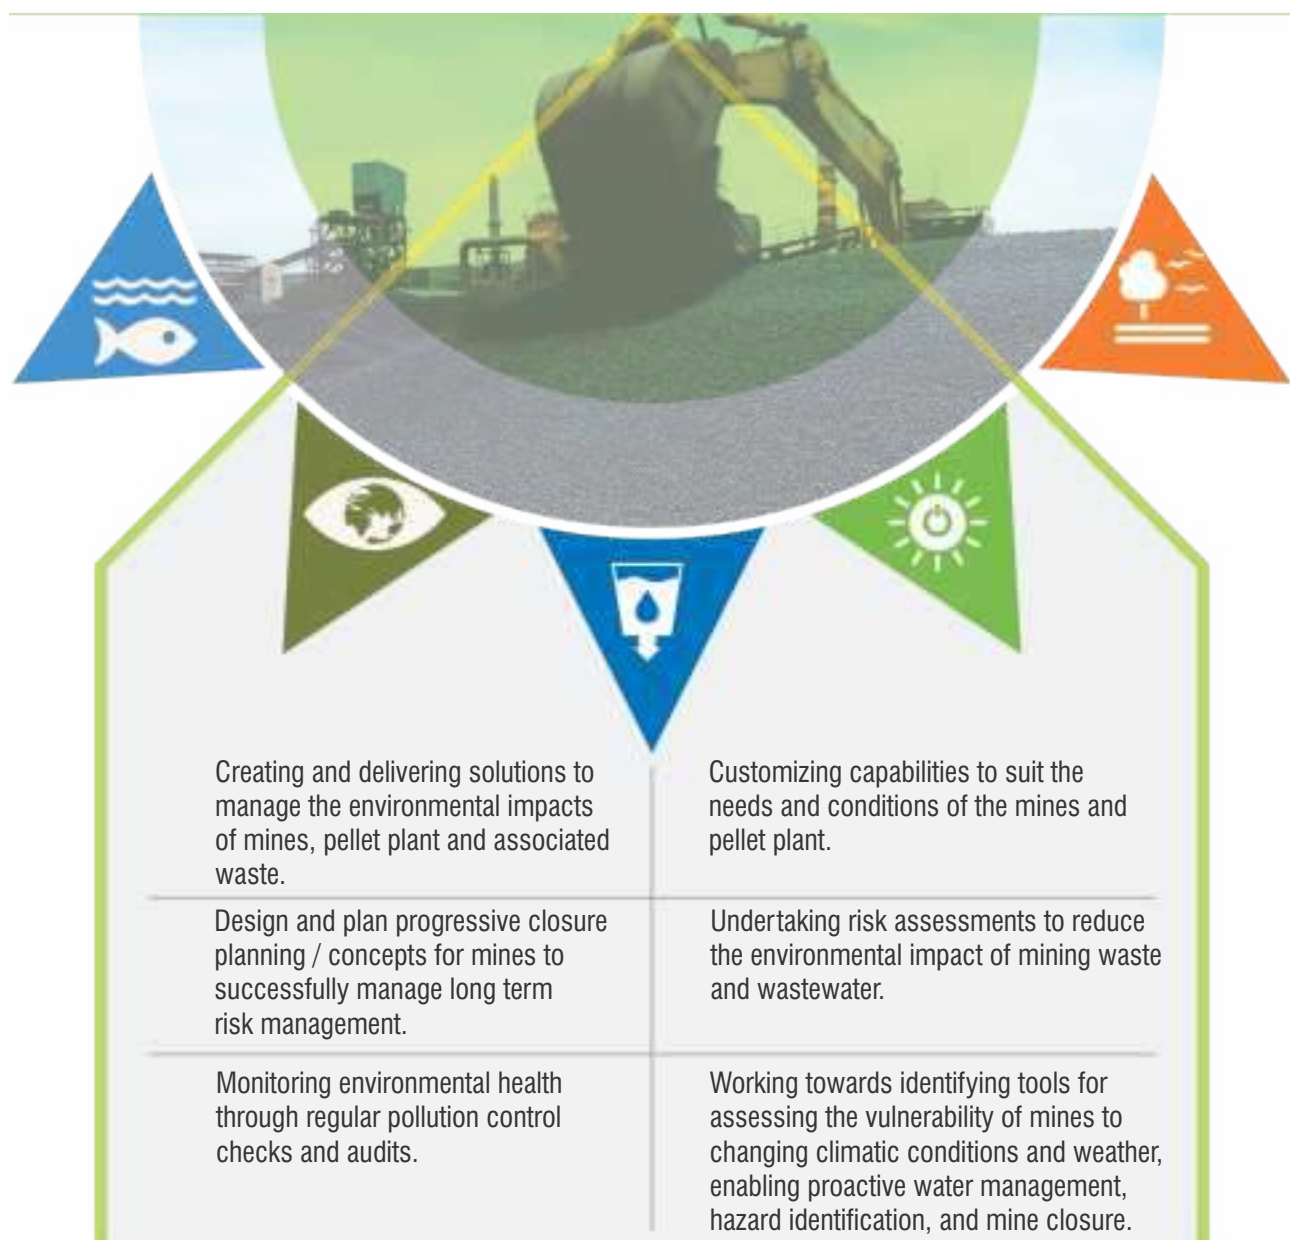 Creating and delivering solutions to
manage the environmental impacts
of mines, pellet plant and associated
waste.
Customizing capabilities to suit the
needs and conditions of the mines and
pellet plant.
Design and plan progressive closure
planning / concepts for mines to
successfully manage long term
risk management.
Undertaking risk assessments to reduce
the environmental impact of mining waste
and wastewater.
Monitoring environmental health
through regular pollution control
checks and audits.
Working towards identifying tools for
assessing the vulnerability of mines to
changing climatic conditions and weather,
enabling proactive water management,
hazard identification, and mine closure.